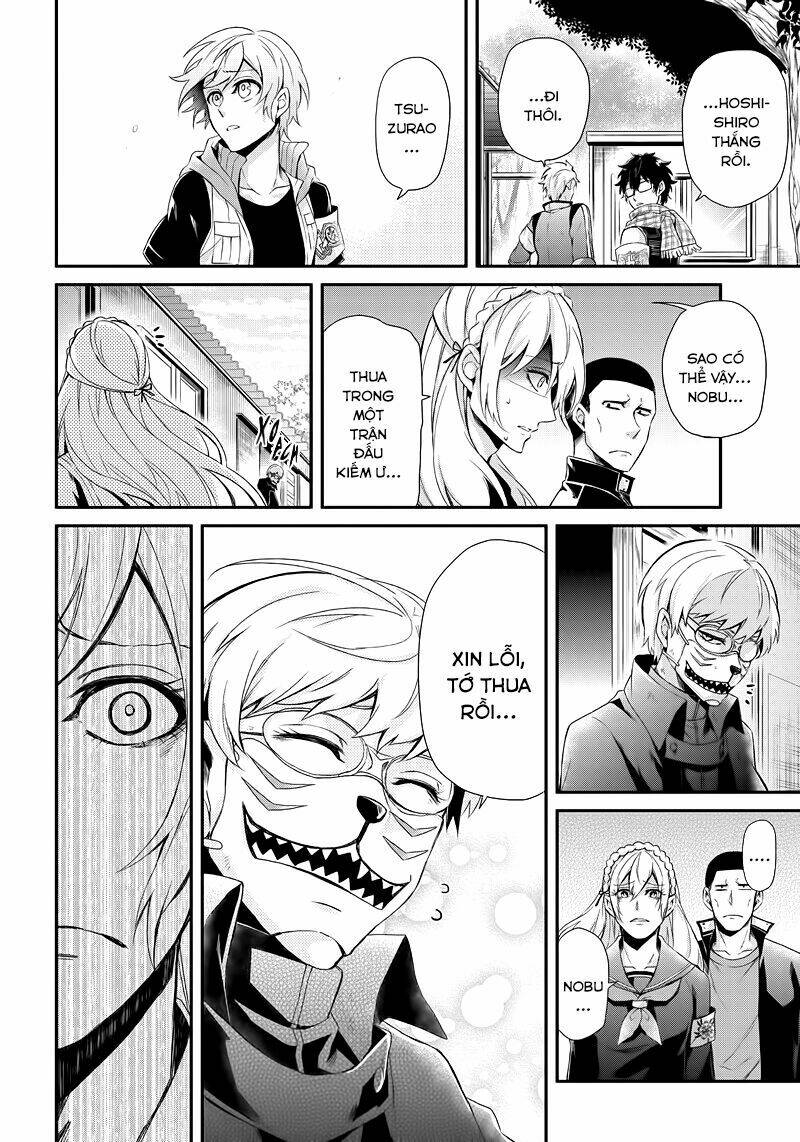 ...HOSHI-
SHIRO
THẮNG
RỒI.
...ĐI
THÔI.
TSU-
ZURAO
...
SAO CÓ
THỂ VẬY...
NOBU...
THUA
TRONG
MỘT
TRẬN
ĐẤU
KIẾM Ư...
XOẸCH
....
NOBU
...
XIN LỖI,
TỚ THUA
RỒI...